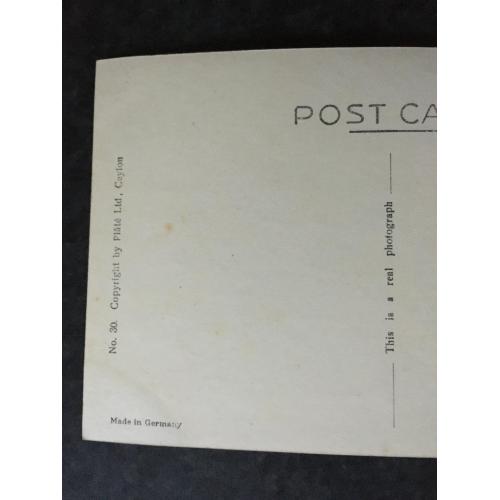 POST CA
No. 30. Copyright by Plâté Ltd, Ceylon
This is a real photograph
Made in Germany